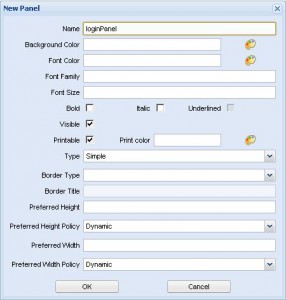 New Panel
Name loginPanel
Background Color
Font Color
Font Family
Font Size
Bold Italic Underlined
Visible
Printable Print color
Type Simple
Border Type
Border Title
Preferred Height
Preferred Height Policy Dynamic
Preferred Width
Preferred Width Policy Dynamic
OK Cancel